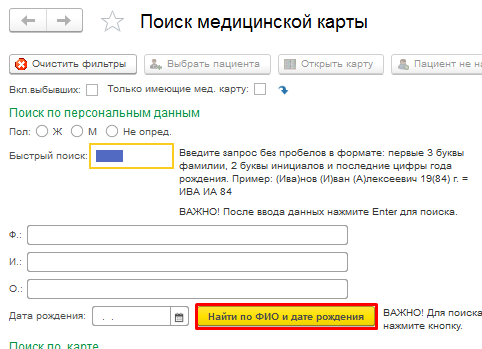 Поиск медицинской карты
Очистить фильтры Выбрать пациента Открыть карту Пациент не на
Вкл.выбывших: Только имеющие мед. карту:
Поиск по персональным данным
Пол: Ж М Не опред.
Быстрый поиск: Введите запрос без пробелов в формате: первые 3 буквы
фамилии, 2 буквы инициалов и последние цифры года
рождения. Пример: (Ива)нов (И)ван (А)лексеевич 19(84) г. =
ИВА ИА 84
ВАЖНО! После ввода данных нажмите Enter для поиска.
Ф.:
И.:
О.:
Дата рождения: . . Найти по ФИО и дате рождения ВАЖНО! Для поиска
нажмите кнопку.
Поиск по карте